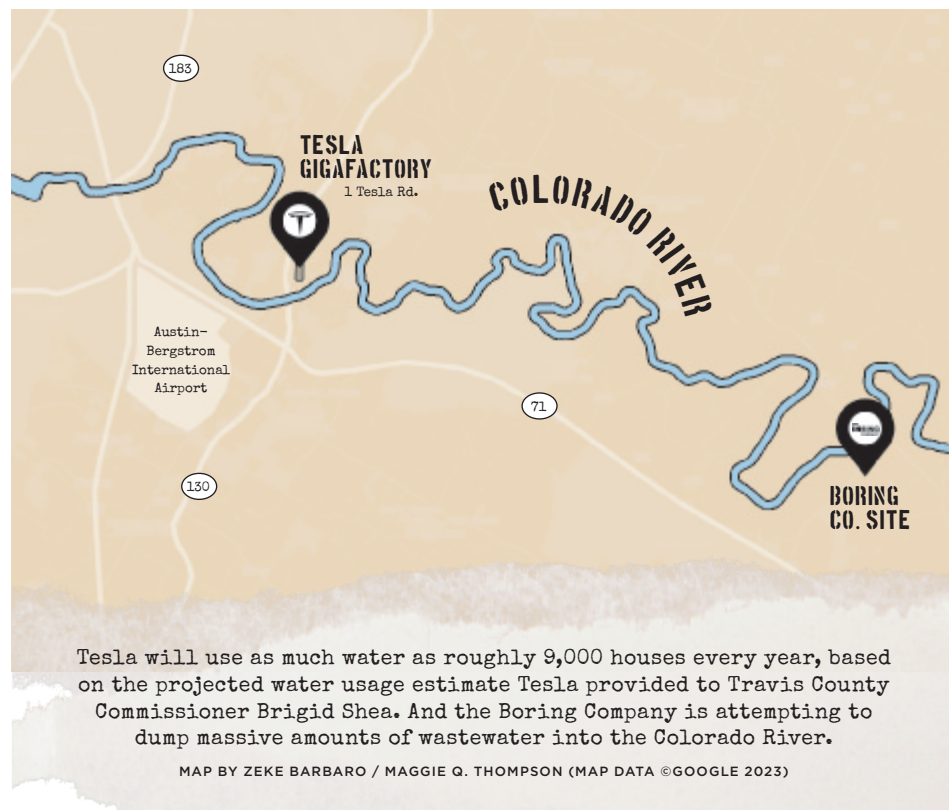 183
TESLA
GIGAFACTORY
1 Tesla Rd.
COLORADO RIVER
Austin-
Bergstrom
International
Airport
71
130
BORING
CO. SITE
Tesla will use as much water as roughly 9,000 houses every year, based
on the projected water usage estimate Tesla provided to Travis County
Commissioner Brigid Shea. And the Boring Company is attempting to
dump massive amounts of wastewater into the Colorado River.
MAP BY ZEKE BARBARO / MAGGIE Q. THOMPSON (MAP DATA ©GOOGLE 2023)